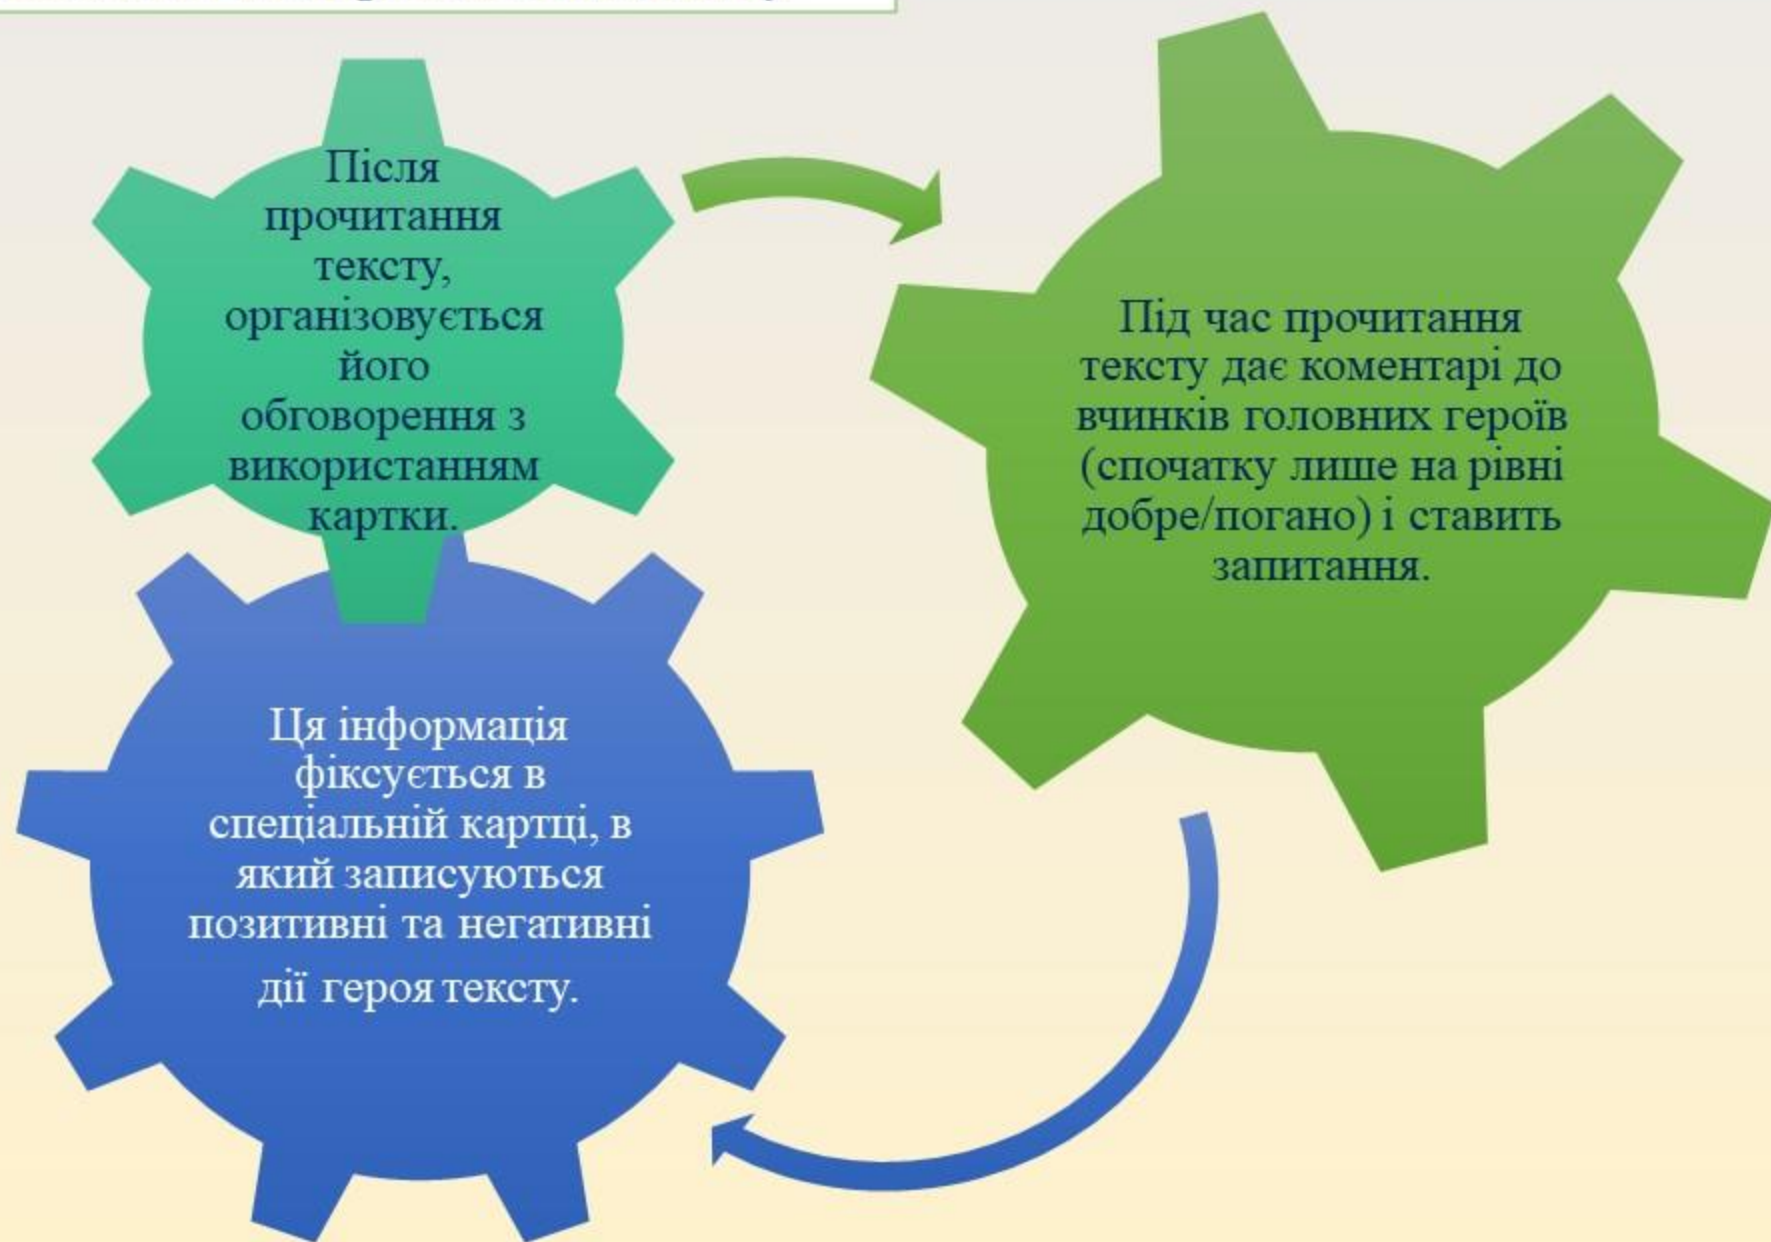 Після
прочитання
тексту,
організовується
його
обговорення з
використанням
картки.
Під час прочитання
тексту дає коментарі до
вчинків головних героїв
(спочатку лише на рівні
добре/погано) і ставить
запитання.
Ця інформація
фіксується в
спеціальній картці, в
який записуються
позитивні та негативні
дії героя тексту.